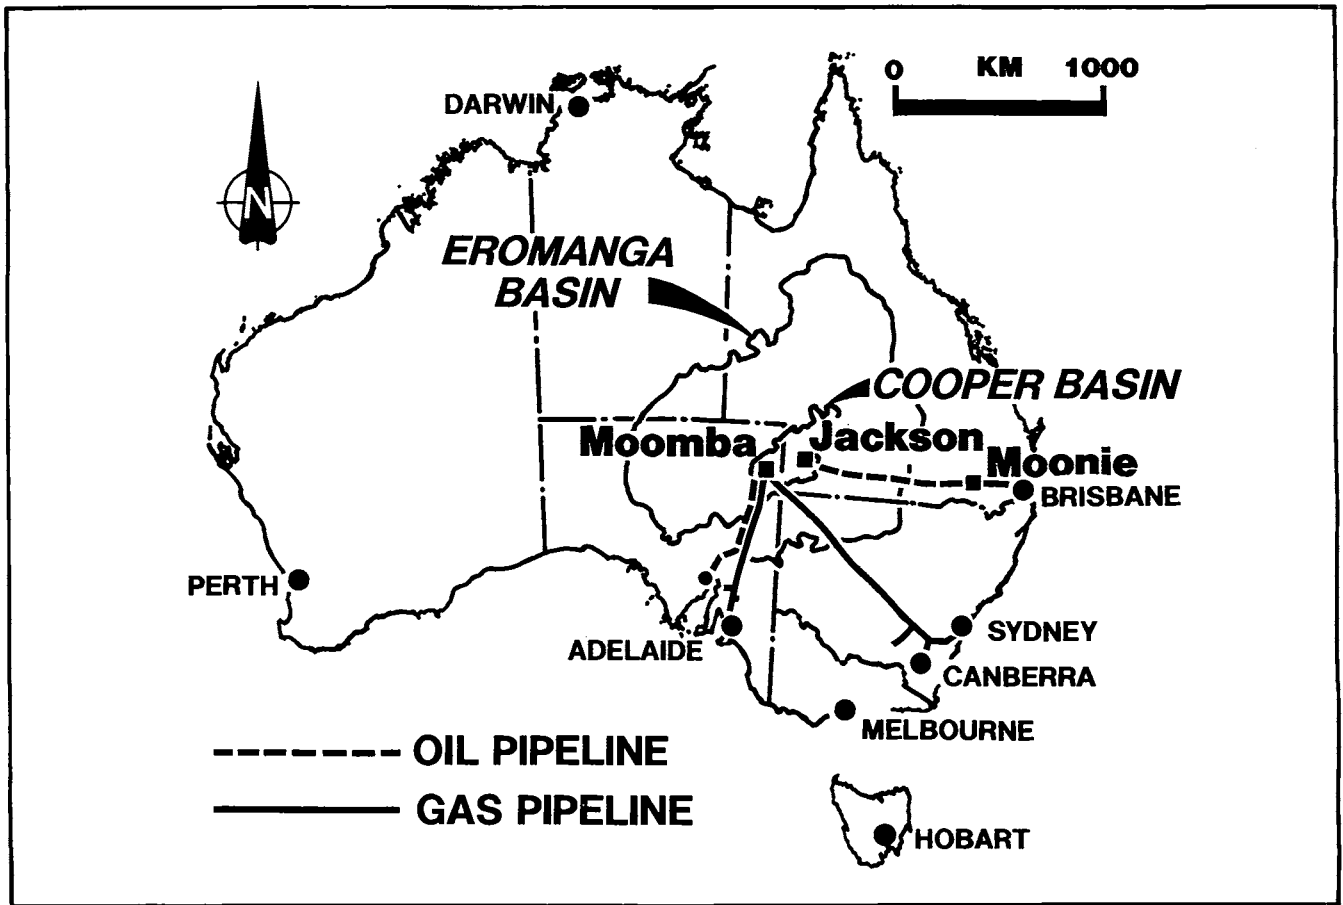 0 KM 1000
DARWIN
N
EROMANGA
BASIN
COOPER BASIN
Moomba
Jackson
Moonie
BRISBANE
PERTH
ADELAIDE
SYDNEY
CANBERRA
MELBOURNE
OIL PIPELINE
GAS PIPELINE
HOBART